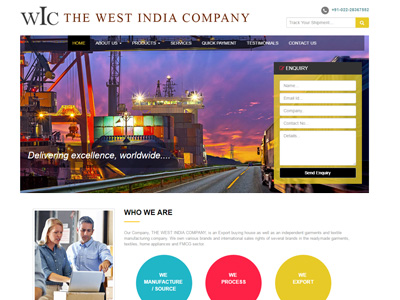 WIC THE WEST INDIA COMPANY
+91-022-28367592
Track Your Shipment ...
HOME ABOUT US PRODUCTS SERVICES QUICK PAYMENT TESTIMONIALS CONTACT US
ENQUIRY
Name..
Email Id..
Company..
Contact No..
Details..
Send Enquiry
Delivering excellence, worldwide....
WHO WE ARE
Our Company, THE WEST INDIA COMPANY, is an Export buying house as well as an independent garments and textile
manufacturing company. We own various brands and international sales rights of several brands in the readymade garments,
textiles, home appliances and FMCG sector.
WE
MANUFACTURE
/ SOURCE
WE
PROCESS
WE
EXPORT